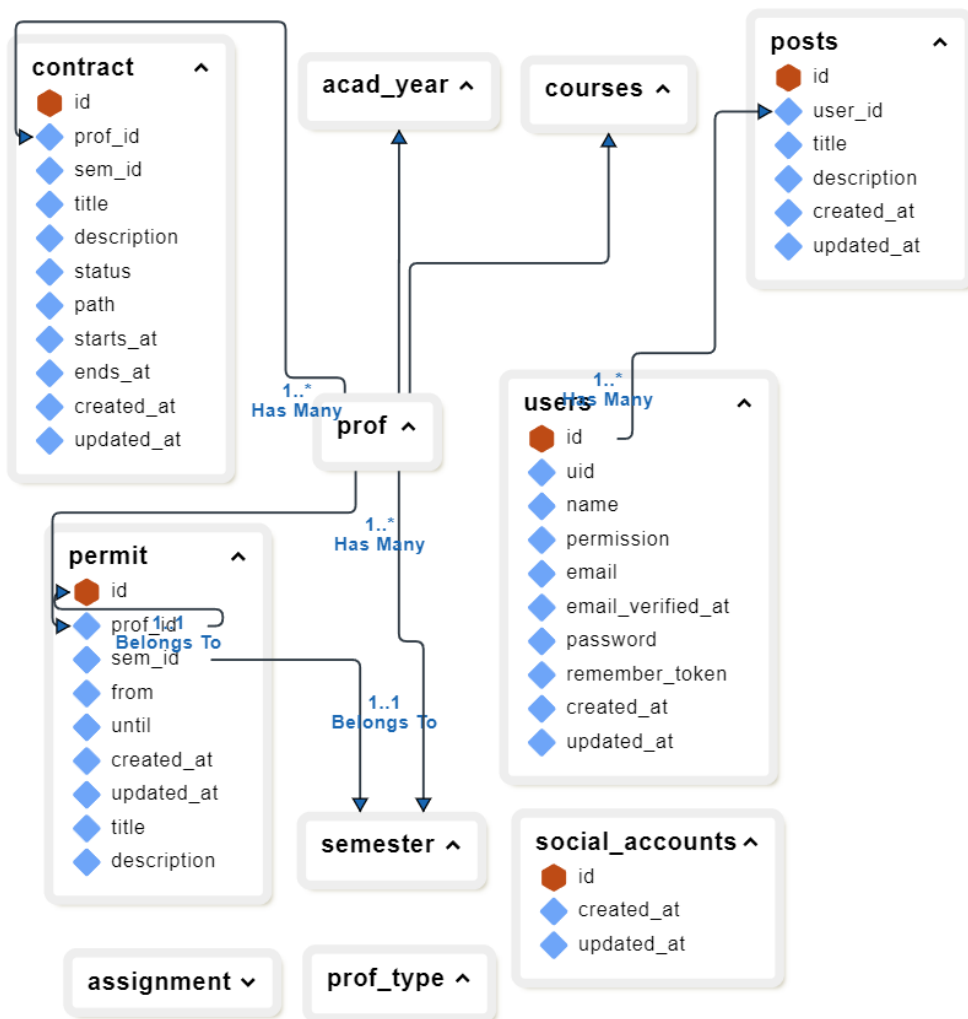 contract
id
prof_id
sem_id
title
description
status
path
starts_at
ends_at
created_at
updated_at
acad_year
courses
posts
id
user_id
title
description
created_at
updated_at
1..*
Has Many
prof
1..*
Has Many
users
1..*
Has Many
id
uid
name
permission
email
email_verified_at
password
remember_token
created_at
updated_at
permit
id
prof_id
1..1
Belongs To
sem_id
from
until
created_at
updated_at
title
description
1..1
Belongs To
semester
social_accounts
id
created_at
updated_at
assignment
prof_type